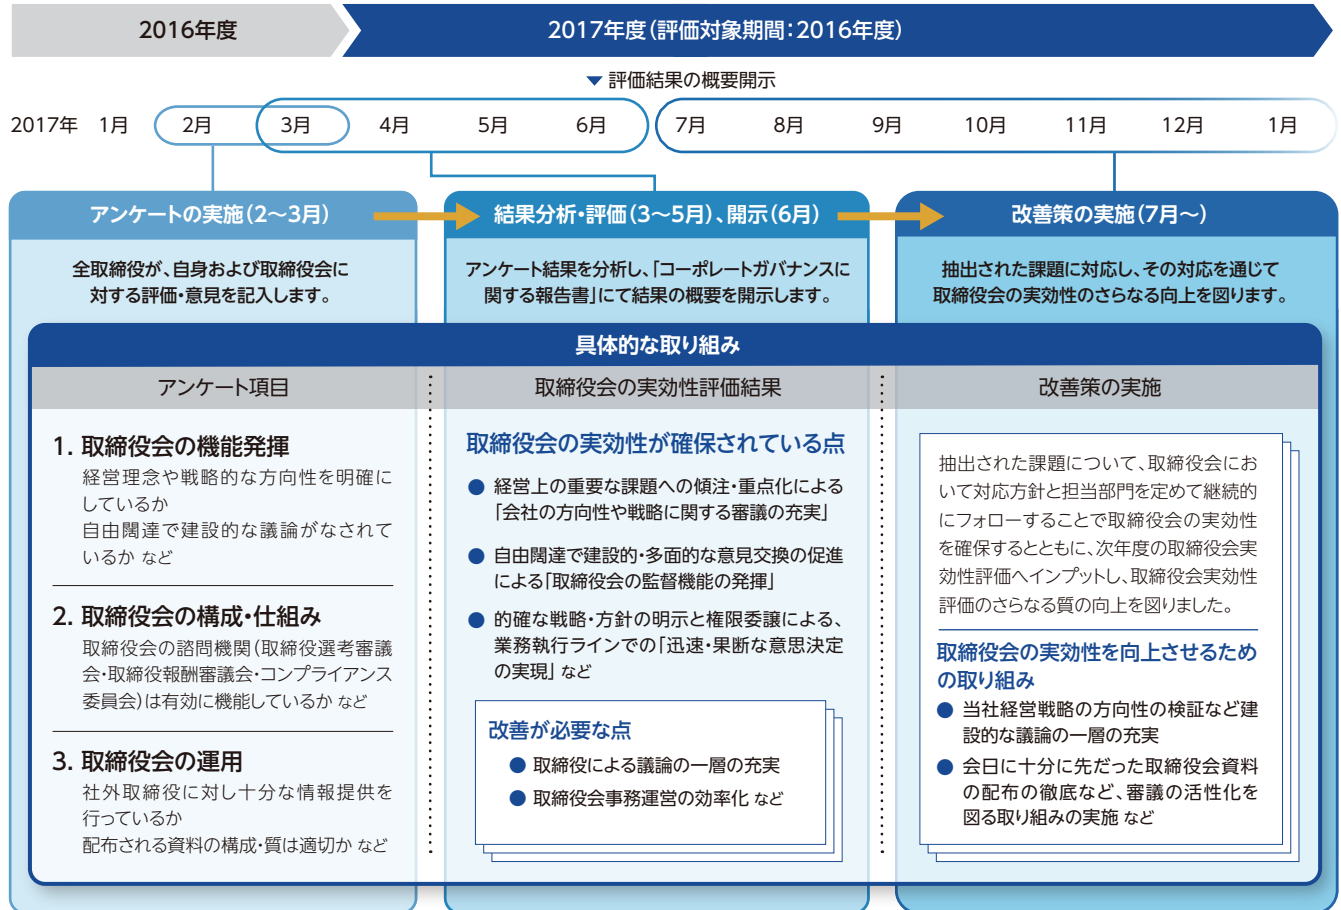 2016年度
2017年度(評価対象期間:2016年度)
▼ 評価結果の概要開示
2017年 1月 2月 3月 4月 5月 6月 7月 8月 9月 10月 11月 12月 1月
アンケートの実施(2〜3月)
全取締役が、自身および取締役会に
対する評価・意見を記入します。
結果分析・評価(3〜5月)、開示(6月)
アンケート結果を分析し、「コーポレートガバナンスに
関する報告書」にて結果の概要を開示します。
改善策の実施(7月〜)
抽出された課題に対応し、その対応を通じて
取締役会の実効性のさらなる向上を図ります。
具体的な取り組み
アンケート項目
1. 取締役会の機能発揮
経営理念や戦略的な方向性を明確に
しているか
自由闊達で建設的な議論がなされて
いるか など
2. 取締役会の構成・仕組み
取締役会の諮問機関(取締役選考審議
会・取締役報酬審議会・コンプライアンス
委員会)は有効に機能しているか など
3. 取締役会の運用
社外取締役に対し十分な情報提供を
行っているか
配布される資料の構成・質は適切か など
取締役会の実効性評価結果
取締役会の実効性が確保されている点
● 経営上の重要な課題への傾注・重点化による
「会社の方向性や戦略に関する審議の充実」
● 自由闊達で建設的・多面的な意見交換の促進
による「取締役会の監督機能の発揮」
● 的確な戦略・方針の明示と権限委譲による、
業務執行ラインでの「迅速・果断な意思決定
の実現」 など
改善が必要な点
● 取締役による議論の一層の充実
● 取締役会事務運営の効率化 など
改善策の実施
抽出された課題について、取締役会にお
いて対応方針と担当部門を定めて継続的
にフォローすることで取締役会の実効性
を確保するとともに、次年度の取締役会実
効性評価へインプットし、取締役会実効性
評価のさらなる質の向上を図りました。
取締役会の実効性を向上させるため
の取り組み
● 当社経営戦略の方向性の検証など建
設的な議論の一層の充実
● 会日に十分に先だった取締役会資料
の配布の徹底など、審議の活性化を
図る取り組みの実施 など